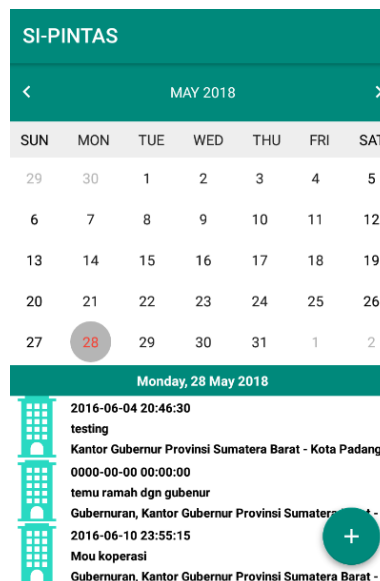 SI-PINTAS
MAY 2018
SUN MON TUE WED THU FRI SAT
29 30 1 2 3 4 5
6 7 8 9 10 11 12
13 14 15 16 17 18 19
20 21 22 23 24 25 26
27 28 29 30 31 1 2
Monday, 28 May 2018
2016-06-04 20:46:30
testing
Kantor Gubernur Provinsi Sumatera Barat - Kota Padang
0000-00-00 00:00:00
temu ramah dgn gubenur
Gubernuran, Kantor Gubernur Provinsi Sumatera -
2016-06-10 23:55:15
Mou koperasi
Gubernuran, Kantor Gubernur Provinsi Sumatera Barat -